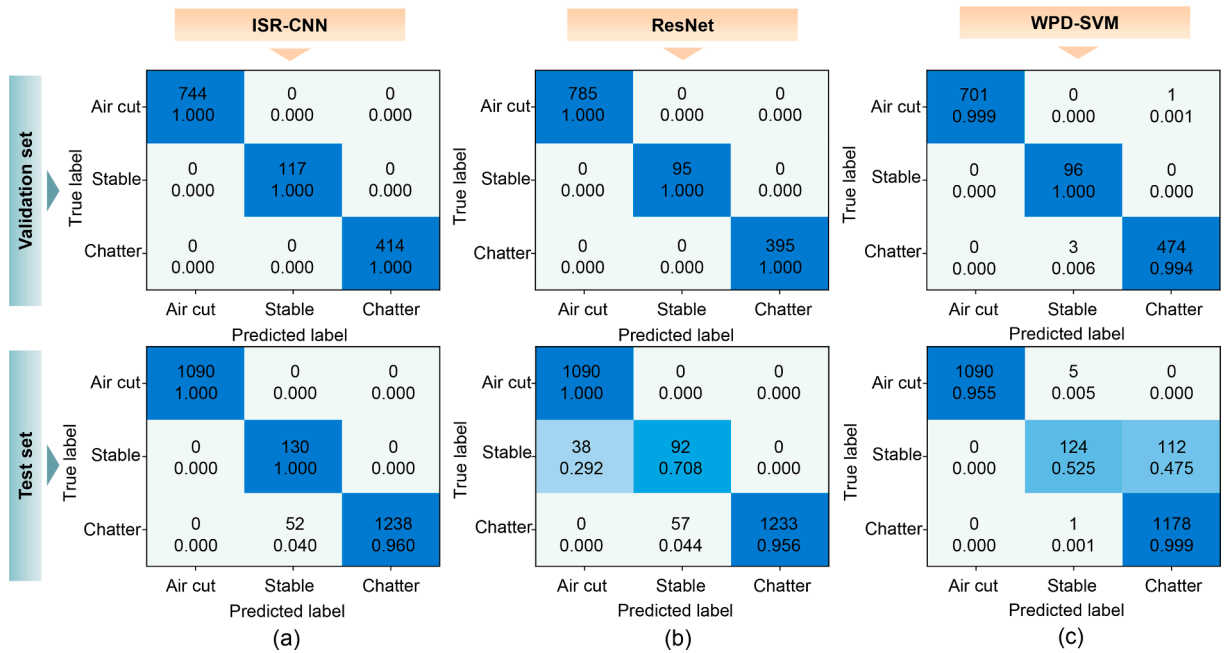 ISR-CNN
ResNet
WPD-SVM
Validation set
True label
Air cut
744
1.000
0
0.000
0
0.000
Stable
0
0.000
117
1.000
0
0.000
Chatter
0
0.000
0
0.000
414
1.000
Air cut
Stable
Chatter
Predicted label
True label
Air cut
785
1.000
0
0.000
0
0.000
Stable
0
0.000
95
1.000
0
0.000
Chatter
0
0.000
0
0.000
395
1.000
Air cut
Stable
Chatter
Predicted label
True label
Air cut
701
0.999
0
0.000
1
0.001
Stable
0
0.000
96
1.000
0
0.000
Chatter
0
0.000
3
0.006
474
0.994
Air cut
Stable
Chatter
Predicted label
Test set
True label
Air cut
1090
1.000
0
0.000
0
0.000
Stable
0
0.000
130
1.000
0
0.000
Chatter
0
0.000
52
0.040
1238
0.960
Air cut
Stable
Chatter
Predicted label
(a)
True label
Air cut
1090
1.000
0
0.000
0
0.000
Stable
38
0.292
92
0.708
0
0.000
Chatter
0
0.000
57
0.044
1233
0.956
Air cut
Stable
Chatter
Predicted label
(b)
True label
Air cut
1090
0.955
5
0.005
0
0.000
Stable
0
0.000
124
0.525
112
0.475
Chatter
0
0.000
1
0.001
1178
0.999
Air cut
Stable
Chatter
Predicted label
(c)